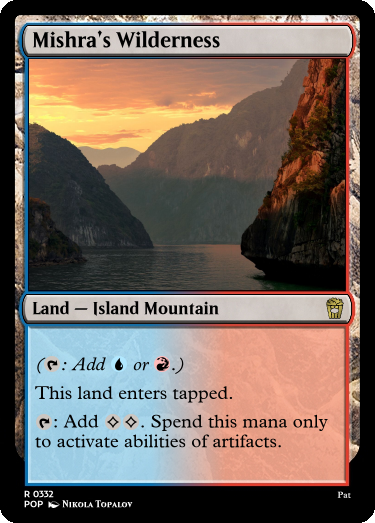 Mishra's Wilderness
Land — Island Mountain
(: Add or .)
This land enters tapped.
: Add . Spend this mana only
to activate abilities of artifacts.
R 0332
POP Nikola Topalov
Pat